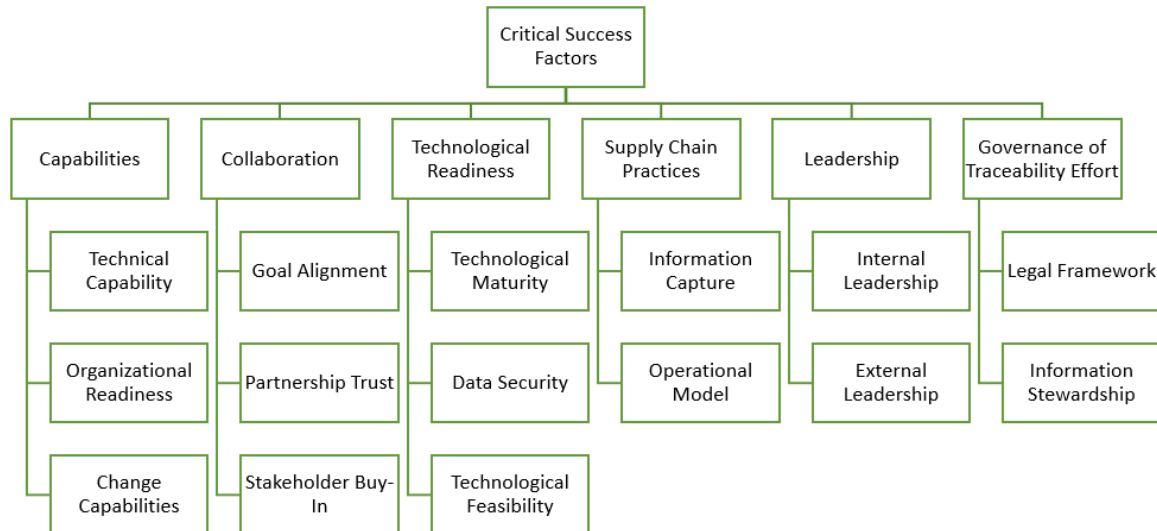 Critical Success
Factors
Capabilities
Collaboration
Technological
Readiness
Supply Chain
Practices
Leadership
Governance of
Traceability Effort
Technical
Capability
Goal Alignment
Technological
Maturity
Information
Capture
Internal
Leadership
Legal Framework
Organizational
Readiness
Partnership Trust
Data Security
Operational
Model
External
Leadership
Information
Stewardship
Change
Capabilities
Stakeholder Buy-
In
Technological
Feasibility